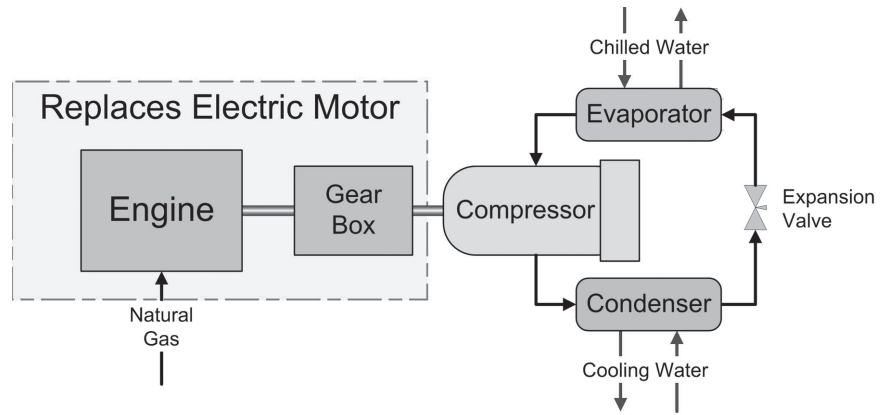 Chilled Water
Replaces Electric Motor
Evaporator
Engine
Gear
Box
Compressor
Expansion
Valve
Condenser
Natural
Gas
Cooling Water